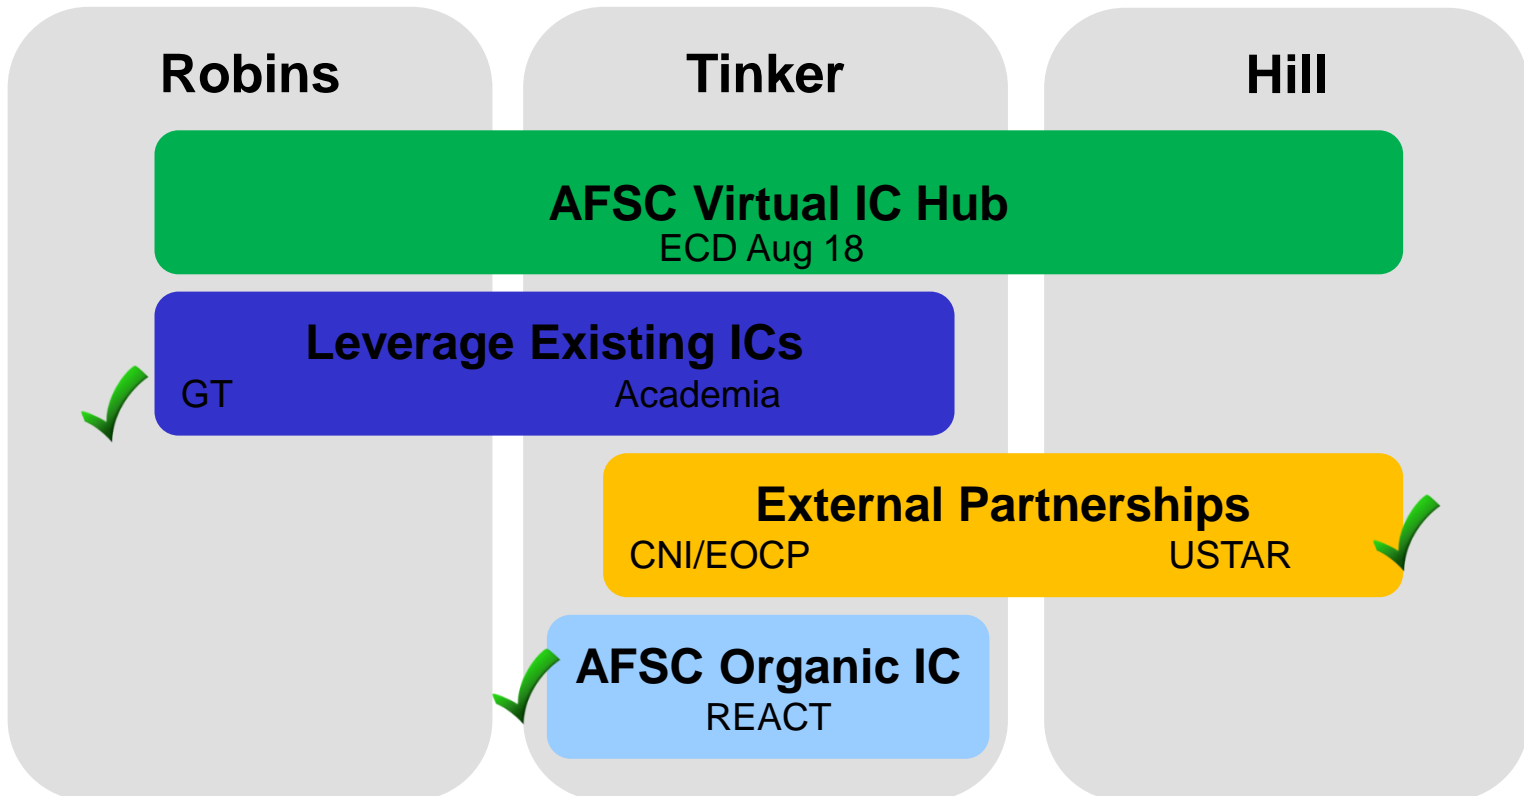 Robins
Tinker
Hill
AFSC Virtual IC Hub
ECD Aug 18
Leverage Existing ICs
GT
Academia
External Partnerships
CNI/EOCP
USTAR
AFSC Organic IC
REACT